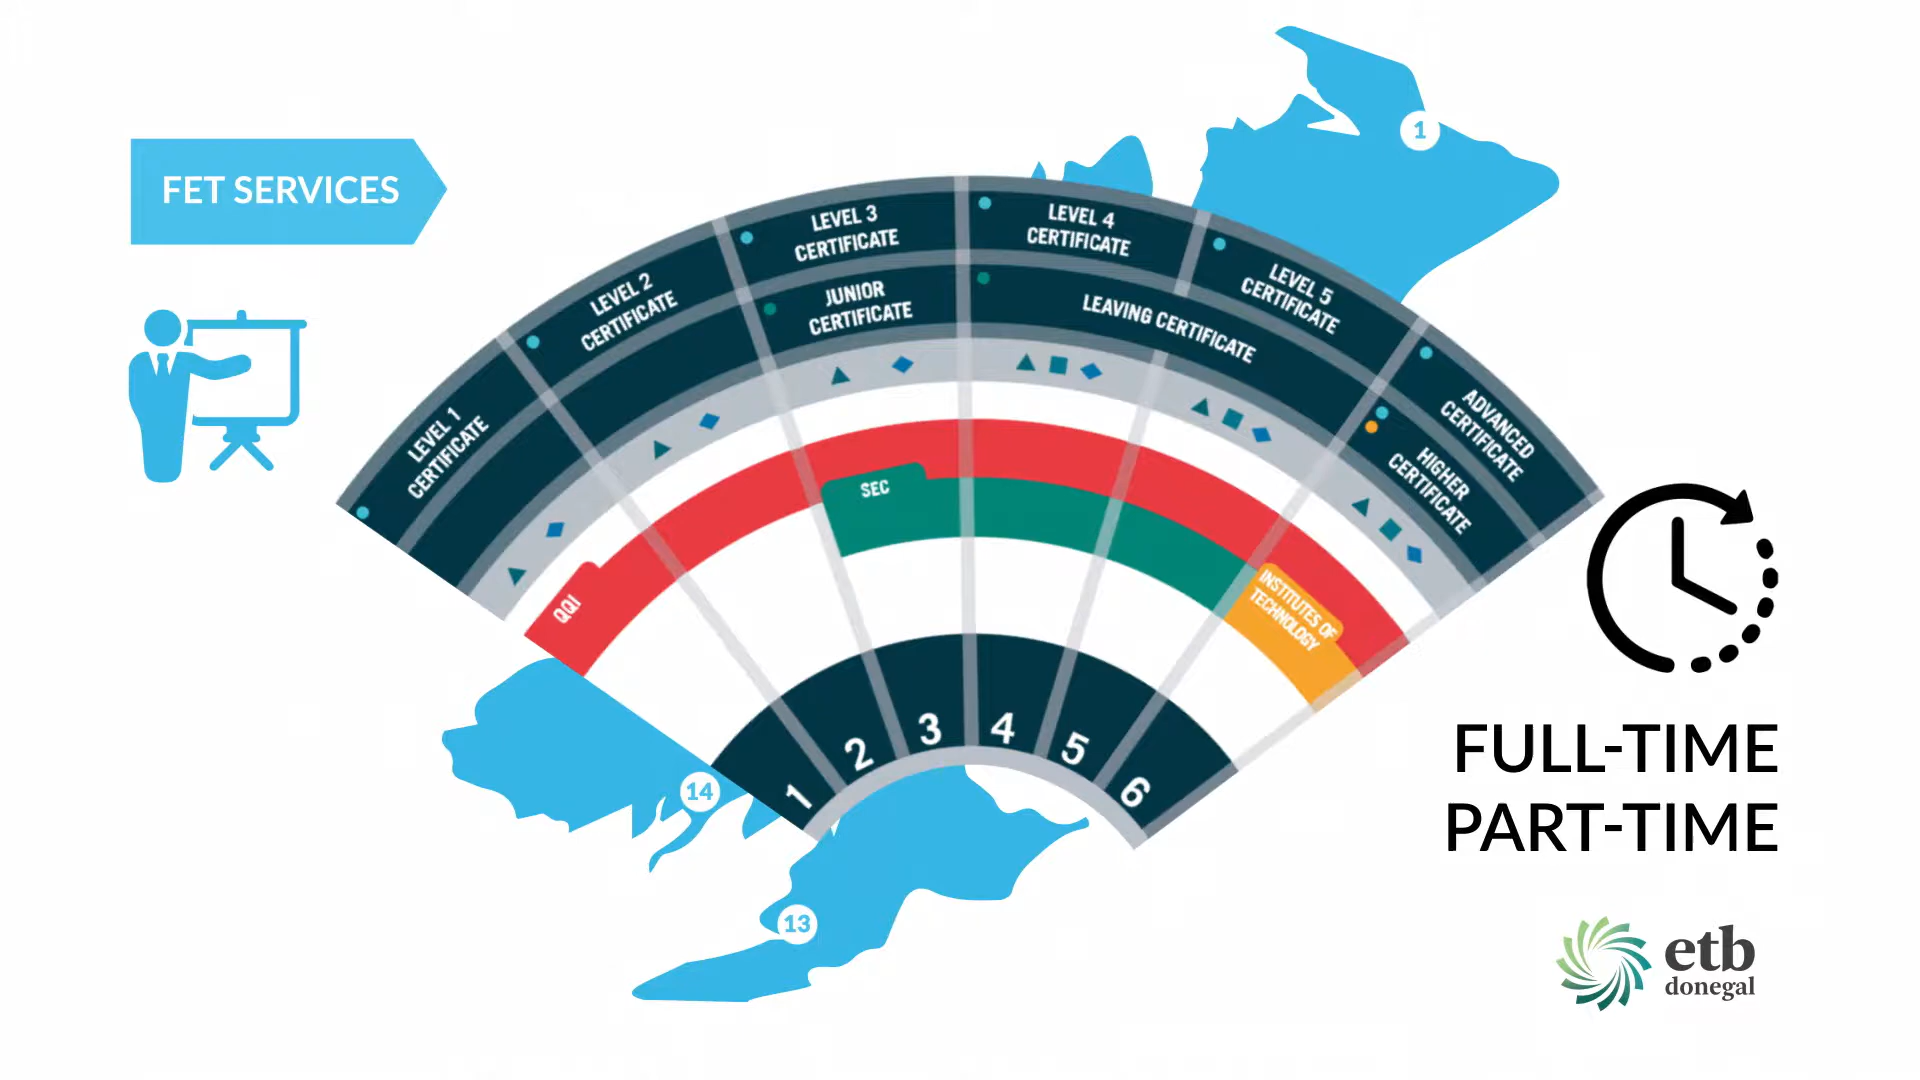 FET SERVICES
1
LEVEL 1
CERTIFICATE
LEVEL 2
CERTIFICATE
LEVEL 3
CERTIFICATE
LEVEL 4
CERTIFICATE
LEVEL 5
CERTIFICATE
ADVANCED
CERTIFICATE
JUNIOR
CERTIFICATE
LEAVING CERTIFICATE
HIGHER
CERTIFICATE
QQI
SEC
INSTITUTES OF
TECHNOLOGY
1
2
3
4
5
6
14
13
FULL-TIME
PART-TIME
etb
donegal